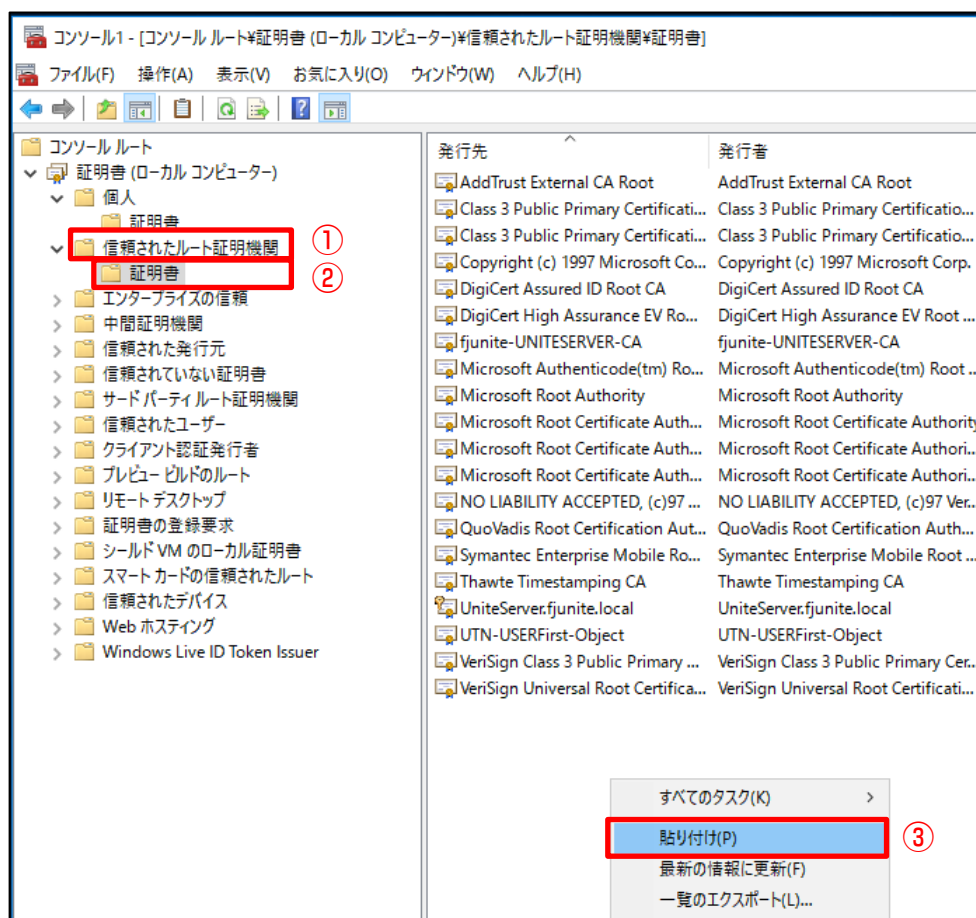 コンソール1 - [コンソール ルート¥証明書 (ローカル コンピューター)¥信頼されたルート証明機関¥証明書]
ファイル(F) 操作(A) 表示(V) お気に入り(O) ウィンドウ(W) ヘルプ(H)
コンソール ルート
証明書 (ローカル コンピューター)
個人
証明書
信頼されたルート証明機関 ①
証明書 ②
エンタープライズの信頼
中間証明機関
信頼された発行元
信頼されていない証明書
サード パーティ ルート証明機関
信頼されたユーザー
クライアント認証発行者
プレビュー ビルドのルート
リモート デスクトップ
証明書の登録要求
シールド VM のローカル証明書
スマート カードの信頼されたルート
信頼されたデバイス
Web ホスティング
Windows Live ID Token Issuer
発行先 発行者
AddTrust External CA Root AddTrust External CA Root
Class 3 Public Primary Certificati... Class 3 Public Primary Certificatio...
Class 3 Public Primary Certificati... Class 3 Public Primary Certificatio...
Copyright (c) 1997 Microsoft Co... Copyright (c) 1997 Microsoft Corp.
DigiCert Assured ID Root CA DigiCert Assured ID Root CA
DigiCert High Assurance EV Ro... DigiCert High Assurance EV Root ...
fjunite-UNITESERVER-CA fjunite-UNITESERVER-CA
Microsoft Authenticode(tm) Ro... Microsoft Authenticode(tm) Root ...
Microsoft Root Authority Microsoft Root Authority
Microsoft Root Certificate Auth... Microsoft Root Certificate Authority
Microsoft Root Certificate Auth... Microsoft Root Certificate Authori...
Microsoft Root Certificate Auth... Microsoft Root Certificate Authori...
NO LIABILITY ACCEPTED, (c)97 ... NO LIABILITY ACCEPTED, (c)97 Ver...
QuoVadis Root Certification Aut... QuoVadis Root Certification Auth...
Symantec Enterprise Mobile Ro... Symantec Enterprise Mobile Root ...
Thawte Timestamping CA Thawte Timestamping CA
UniteServer.fjunite.local UniteServer.fjunite.local
UTN-USERFirst-Object UTN-USERFirst-Object
VeriSign Class 3 Public Primary ... VeriSign Class 3 Public Primary Cer...
VeriSign Universal Root Certifica... VeriSign Universal Root Certificati...
すべてのタスク(K)
貼り付け(P) ③
最新の情報に更新(F)
一覧のエクスポート(L)...